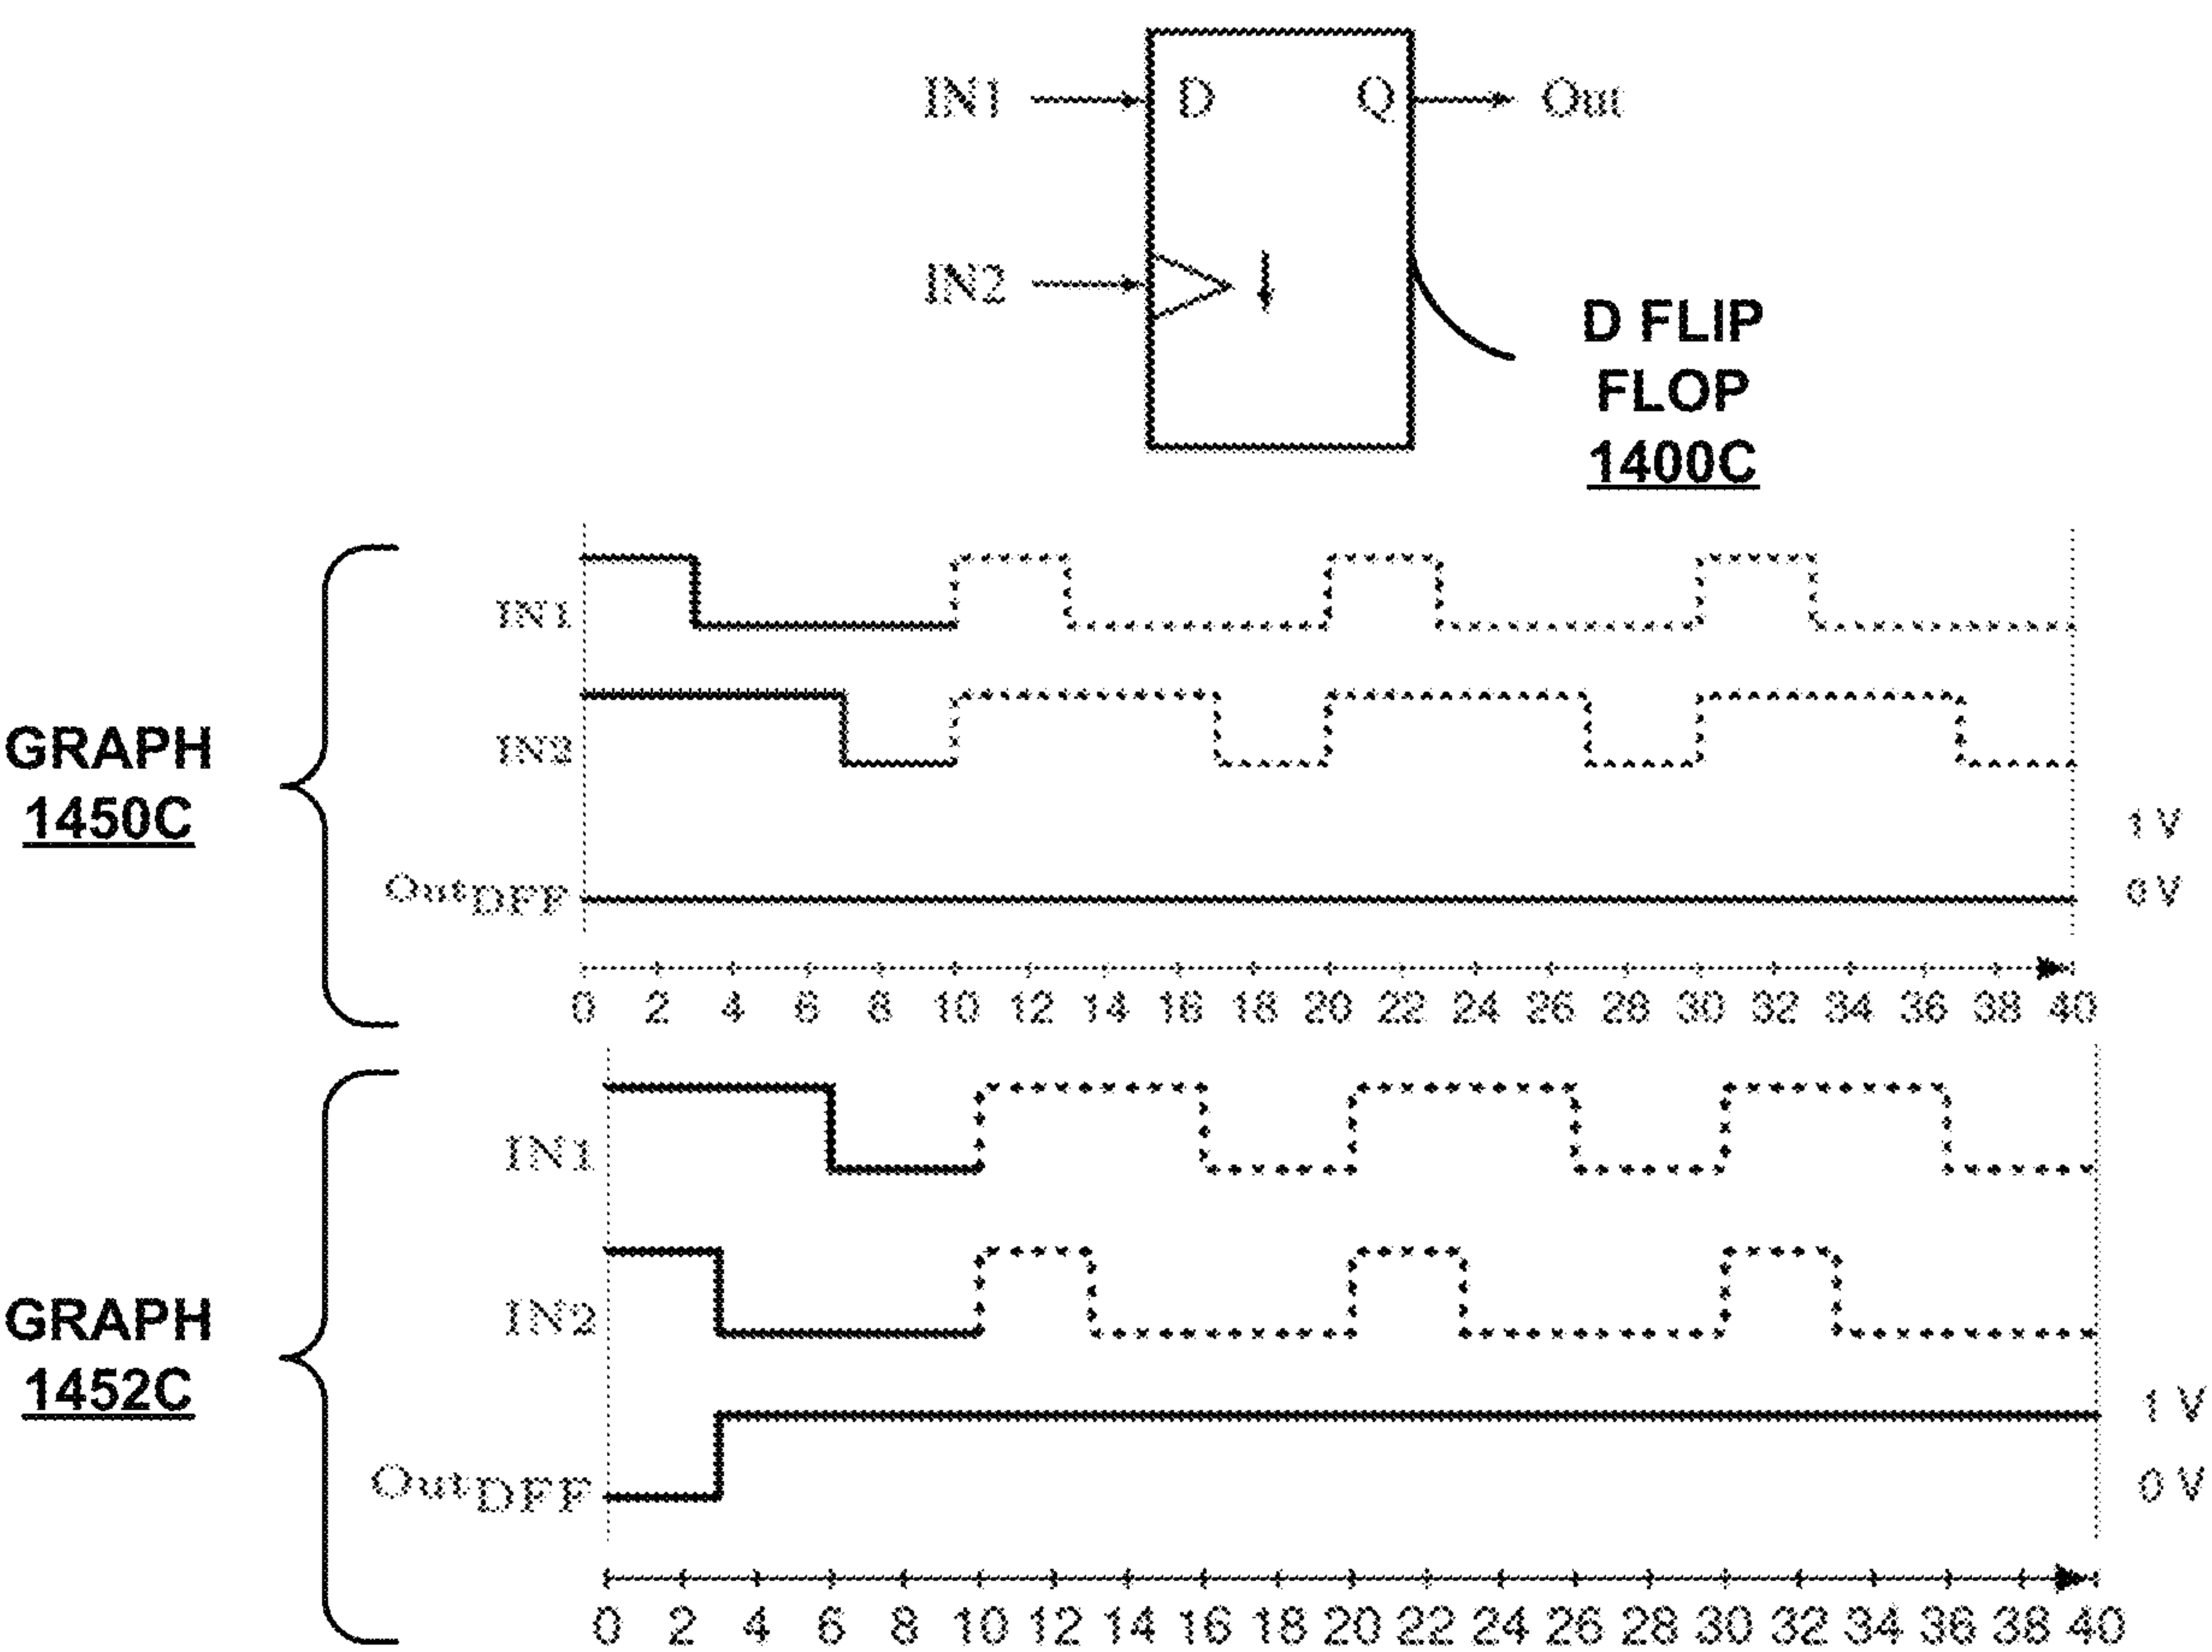 IN1
D
Q
Out
IN2
D FLIP
FLOP
1400C
GRAPH
1450C
IN1
IN2
1 V
OutDFF
0 V
0 2 4 6 8 10 12 14 16 18 20 22 24 26 28 30 32 34 36 38 40
GRAPH
1452C
IN1
IN2
1 V
OutDFF
0 V
0 2 4 6 8 10 12 14 16 18 20 22 24 26 28 30 32 34 36 38 40